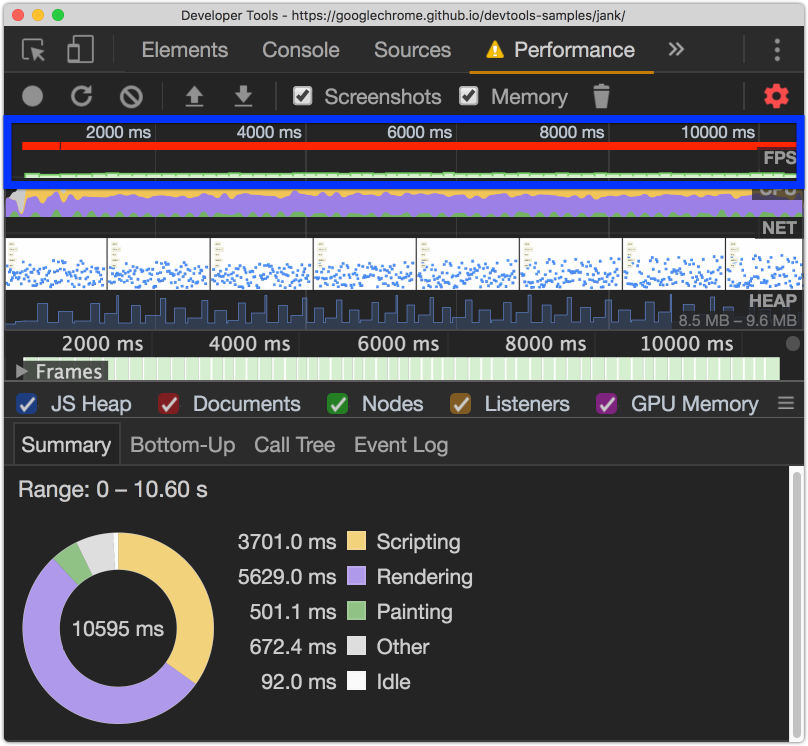 Developer Tools - https://googlechrome.github.io/devtools-samples/jank/
Elements Console Sources Performance »
Screenshots Memory
2000 ms 4000 ms 6000 ms 8000 ms 10000 ms
FPS
CPU
NET
HEAP
8.5 MB – 9.6 MB
2000 ms 4000 ms 6000 ms 8000 ms 10000 ms
Frames
JS Heap Documents Nodes Listeners GPU Memory
Summary Bottom-Up Call Tree Event Log
Range: 0 – 10.60 s
3701.0 ms Scripting
5629.0 ms Rendering
501.1 ms Painting
10595 ms
672.4 ms Other
92.0 ms Idle